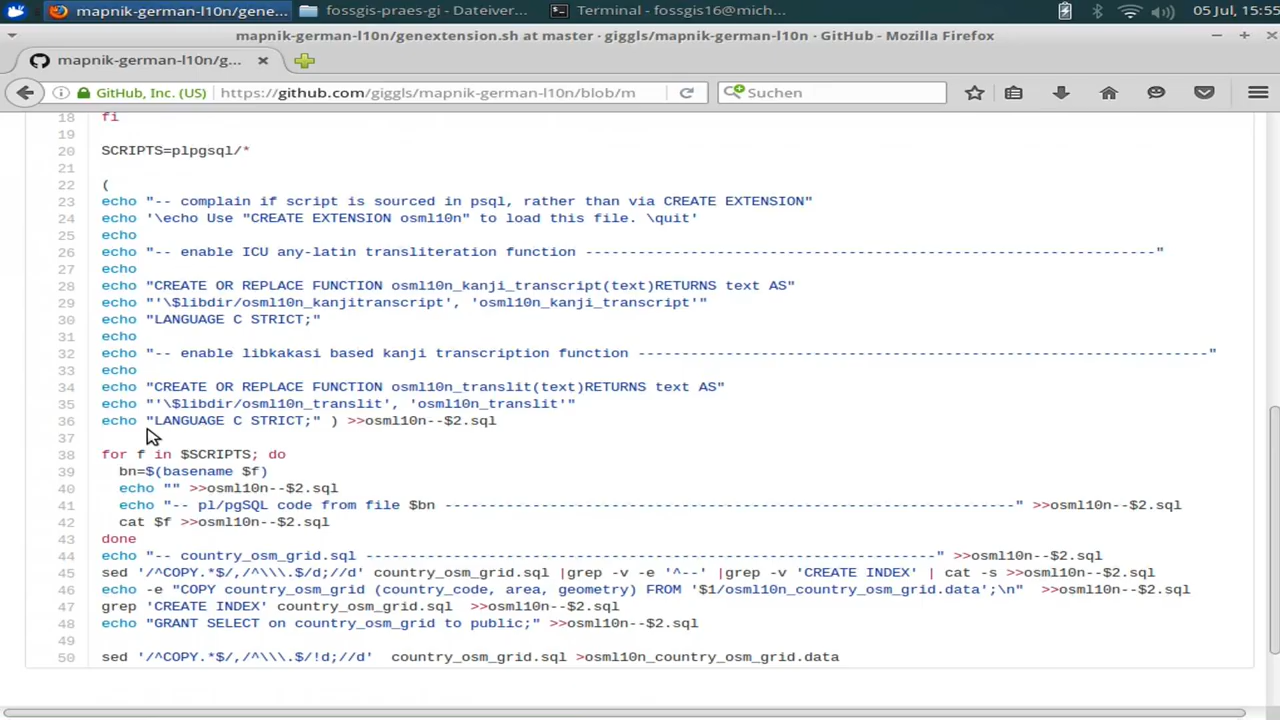 mapnik-german-l10n/gene...
fossgis-praes-gi - Dateiver...
Terminal - fossgis16@mich...
05 Jul, 15:55
mapnik-german-l10n/genextension.sh at master · giggls/mapnik-german-l10n · GitHub - Mozilla Firefox
mapnik-german-l10n/g...
GitHub, Inc. (US)
https://github.com/giggls/mapnik-german-l10n/blob/m
Suchen
18 fi
19
20 SCRIPTS=plpgsql/*
21
22 (
23 echo "-- complain if script is sourced in psql, rather than via CREATE EXTENSION"
24 echo '\echo Use "CREATE EXTENSION osml10n" to load this file. \quit'
25 echo
26 echo "-- enable ICU any-latin transliteration function -----------------------------------------------------------------"
27 echo
28 echo "CREATE OR REPLACE FUNCTION osml10n_kanji_transcript(text)RETURNS text AS"
29 echo "'\$libdir/osml10n_kanjitranscript', 'osml10n_kanji_transcript'"
30 echo "LANGUAGE C STRICT;"
31 echo
32 echo "-- enable libkakasi based kanji transcription function -----------------------------------------------------------------"
33 echo
34 echo "CREATE OR REPLACE FUNCTION osml10n_translit(text)RETURNS text AS"
35 echo "'\$libdir/osml10n_translit', 'osml10n_translit'"
36 echo "LANGUAGE C STRICT;" ) >>osml10n--$2.sql
37
38 for f in $SCRIPTS; do
39 bn=$(basename $f)
40 echo "" >>osml10n--$2.sql
41 echo "-- pl/pgSQL code from file $bn -----------------------------------------------------------------" >>osml10n--$2.sql
42 cat $f >>osml10n--$2.sql
43 done
44 echo "-- country_osm_grid.sql -----------------------------------------------------------------" >>osml10n--$2.sql
45 sed '/^COPY.*$/,/^\\\.$/d;//d' country_osm_grid.sql |grep -v -e '^--' |grep -v 'CREATE INDEX' | cat -s >>osml10n--$2.sql
46 echo -e "COPY country_osm_grid (country_code, area, geometry) FROM '$1/osml10n_country_osm_grid.data';\n" >>osml10n--$2.sql
47 grep 'CREATE INDEX' country_osm_grid.sql >>osml10n--$2.sql
48 echo "GRANT SELECT on country_osm_grid to public;" >>osml10n--$2.sql
49
50 sed '/^COPY.*$/,/^\\\.$/!d;//d' country_osm_grid.sql >osml10n_country_osm_grid.data